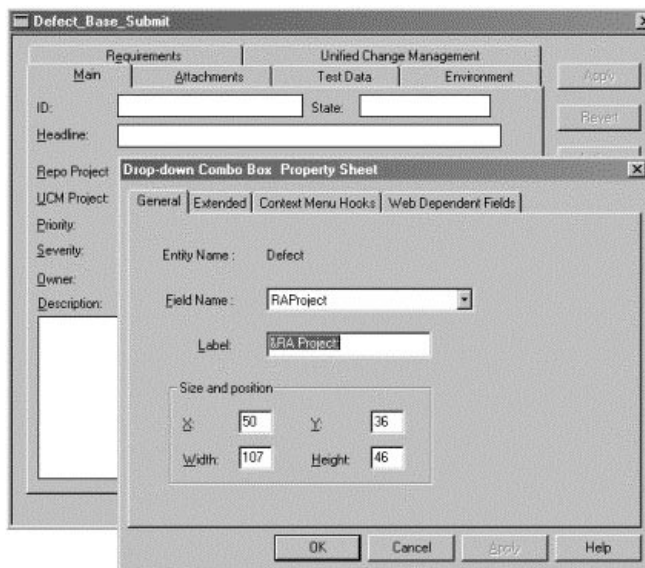 Defect_Base_Submit
Requirements Unified Change Management
Main Attachments Test Data Environment
Apply
ID: State:
Revert
Headline:
Repo Project
UCM Project:
Priority:
Severity:
Owner:
Description:
Drop-down Combo Box Property Sheet
General Extended Context Menu Hooks Web Dependent Fields
Entity Name : Defect
Field Name : RAProject
Label: &RA Project:
Size and position
X: 50 Y: 36
Width: 107 Height: 46
OK Cancel Apply Help